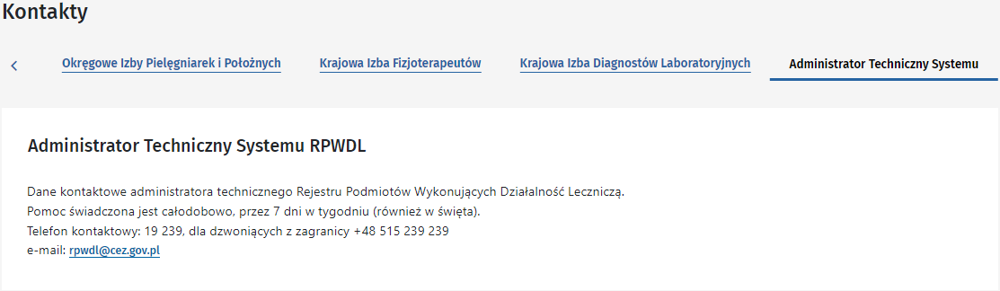 Kontakty
Okręgowe Izby Pielęgniarek i Położnych Krajowa Izba Fizjoterapeutów Krajowa Izba Diagnostów Laboratoryjnych Administrator Techniczny Systemu
Administrator Techniczny Systemu RPWDL
Dane kontaktowe administratora technicznego Rejestru Podmiotów Wykonujących Działalność Leczniczą.
Pomoc świadczona jest całodobowo, przez 7 dni w tygodniu (również w święta).
Telefon kontaktowy: 19 239, dla dzwoniących z zagranicy +48 515 239 239
e-mail: rpwdl@cez.gov.pl